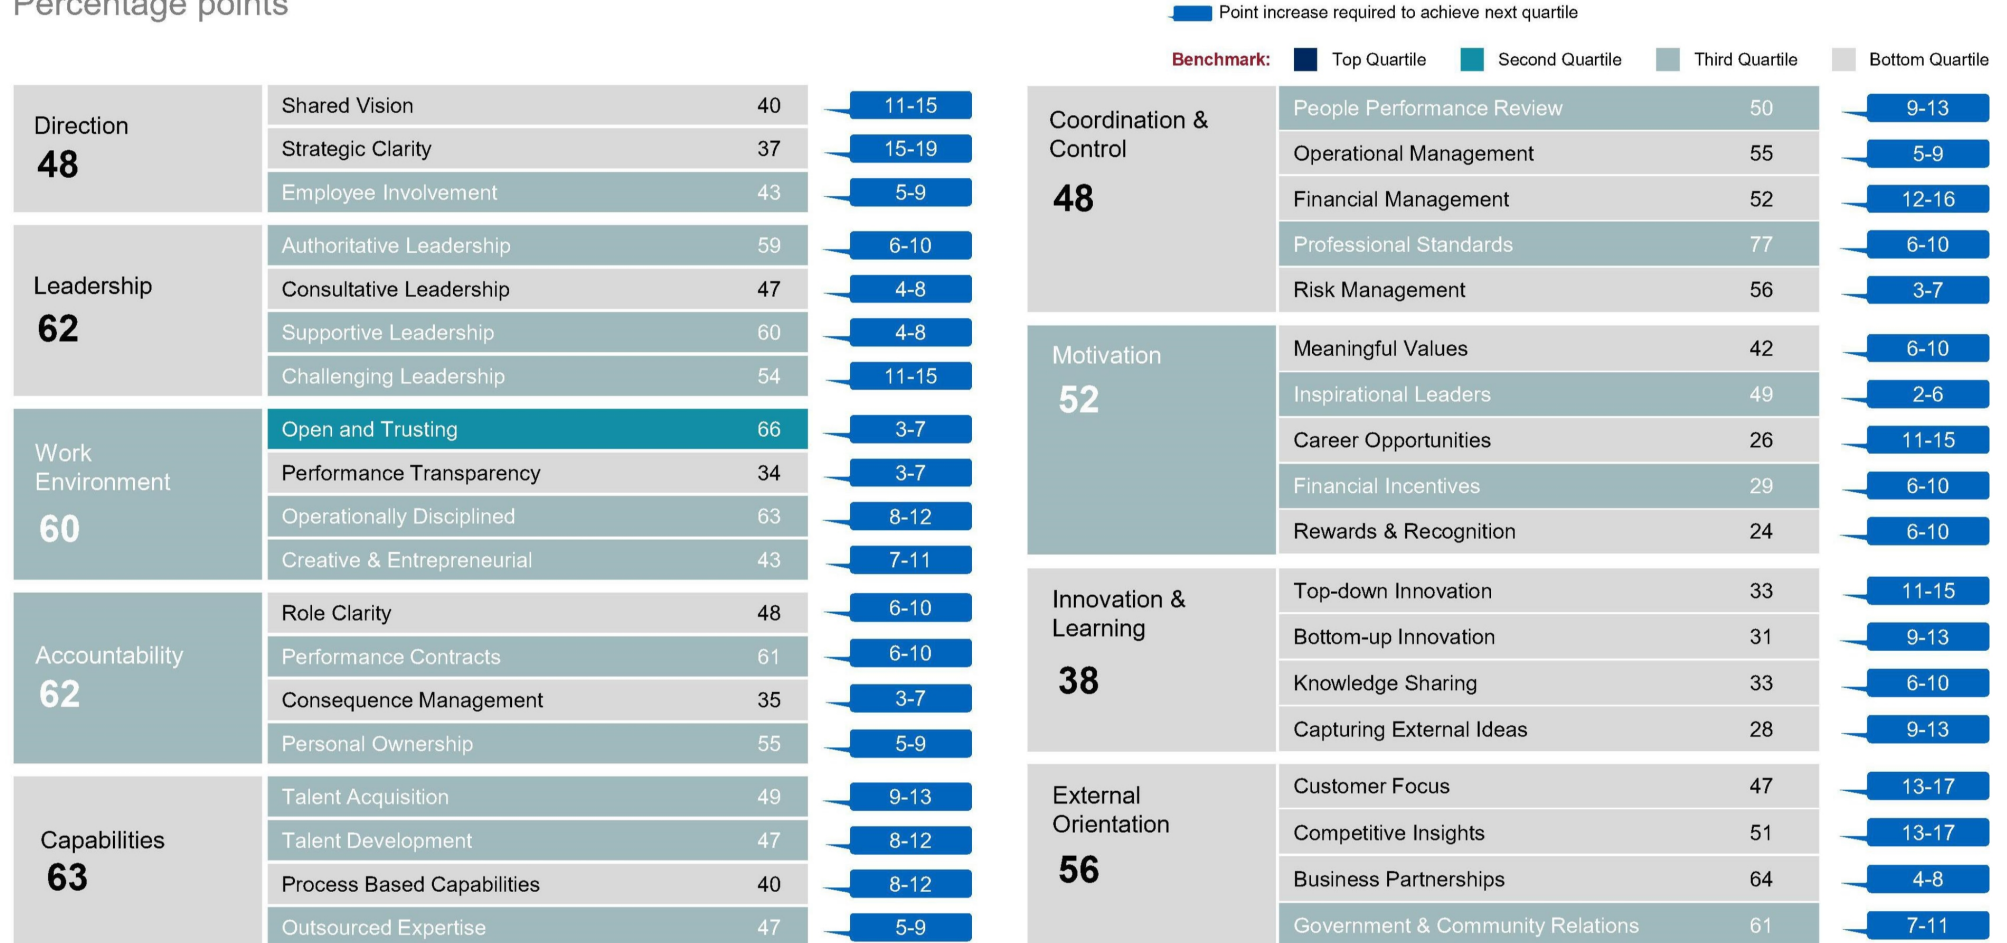 Percentage points
Point increase required to achieve next quartile
Benchmark: Top Quartile Second Quartile Third Quartile Bottom Quartile
Direction
48
Shared Vision 40 11-15
Strategic Clarity 37 15-19
Employee Involvement 43 5-9
Leadership
62
Authoritative Leadership 59 6-10
Consultative Leadership 47 4-8
Supportive Leadership 60 4-8
Challenging Leadership 54 11-15
Work
Environment
60
Open and Trusting 66 3-7
Performance Transparency 34 3-7
Operationally Disciplined 63 8-12
Creative & Entrepreneurial 43 7-11
Accountability
62
Role Clarity 48 6-10
Performance Contracts 61 6-10
Consequence Management 35 3-7
Personal Ownership 55 5-9
Capabilities
63
Talent Acquisition 49 9-13
Talent Development 47 8-12
Process Based Capabilities 40 8-12
Outsourced Expertise 47 5-9
Coordination &
Control
48
People Performance Review 50 9-13
Operational Management 55 5-9
Financial Management 52 12-16
Professional Standards 77 6-10
Risk Management 56 3-7
Motivation
52
Meaningful Values 42 6-10
Inspirational Leaders 49 2-6
Career Opportunities 26 11-15
Financial Incentives 29 6-10
Rewards & Recognition 24 6-10
Innovation &
Learning
38
Top-down Innovation 33 11-15
Bottom-up Innovation 31 9-13
Knowledge Sharing 33 6-10
Capturing External Ideas 28 9-13
External
Orientation
56
Customer Focus 47 13-17
Competitive Insights 51 13-17
Business Partnerships 64 4-8
Government & Community Relations 61 7-11